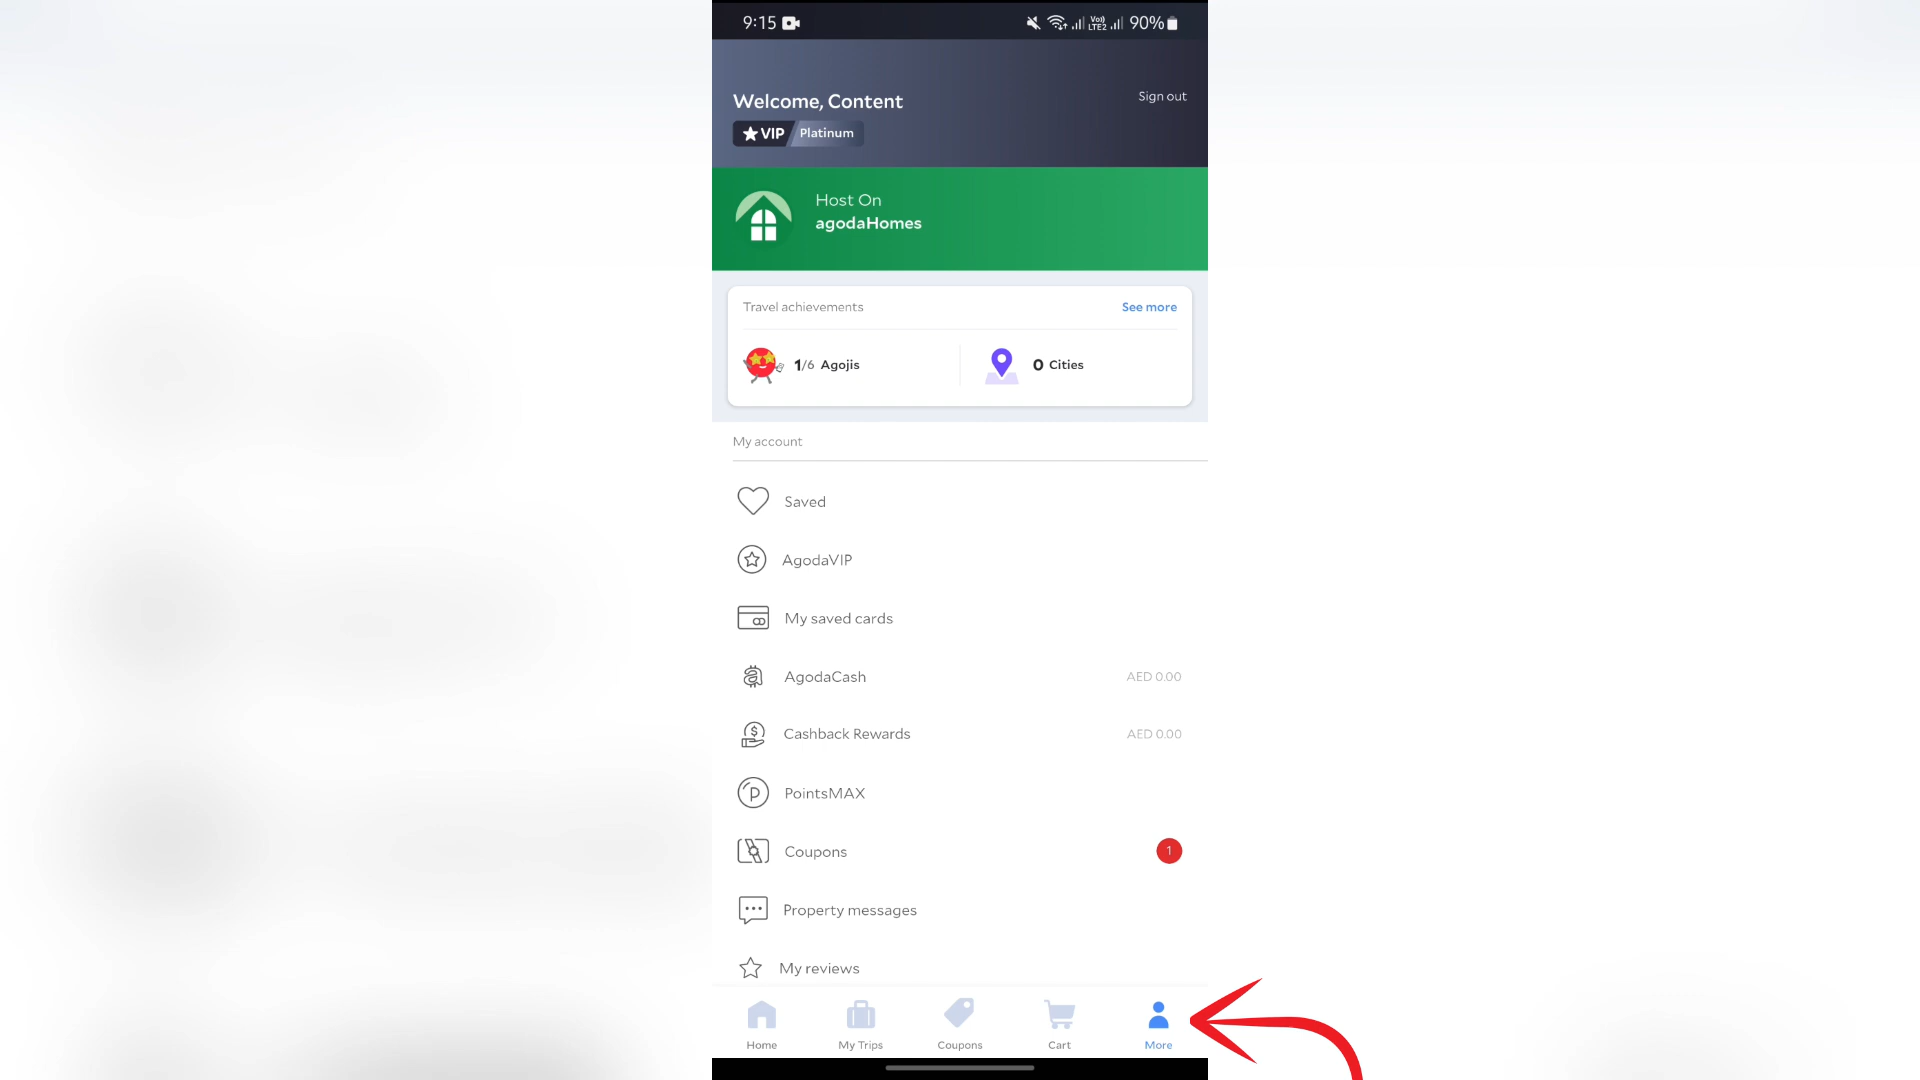 9:15
Vo))
LTE2
90%
Welcome, Content
Sign out
VIP Platinum
Host On
agodaHomes
Travel achievements
See more
1/6 Agojis
0 Cities
My account
Saved
AgodaVIP
My saved cards
AgodaCash
AED 0.00
Cashback Rewards
AED 0.00
PointsMAX
Coupons
1
Property messages
My reviews
Home
My Trips
Coupons
Cart
More